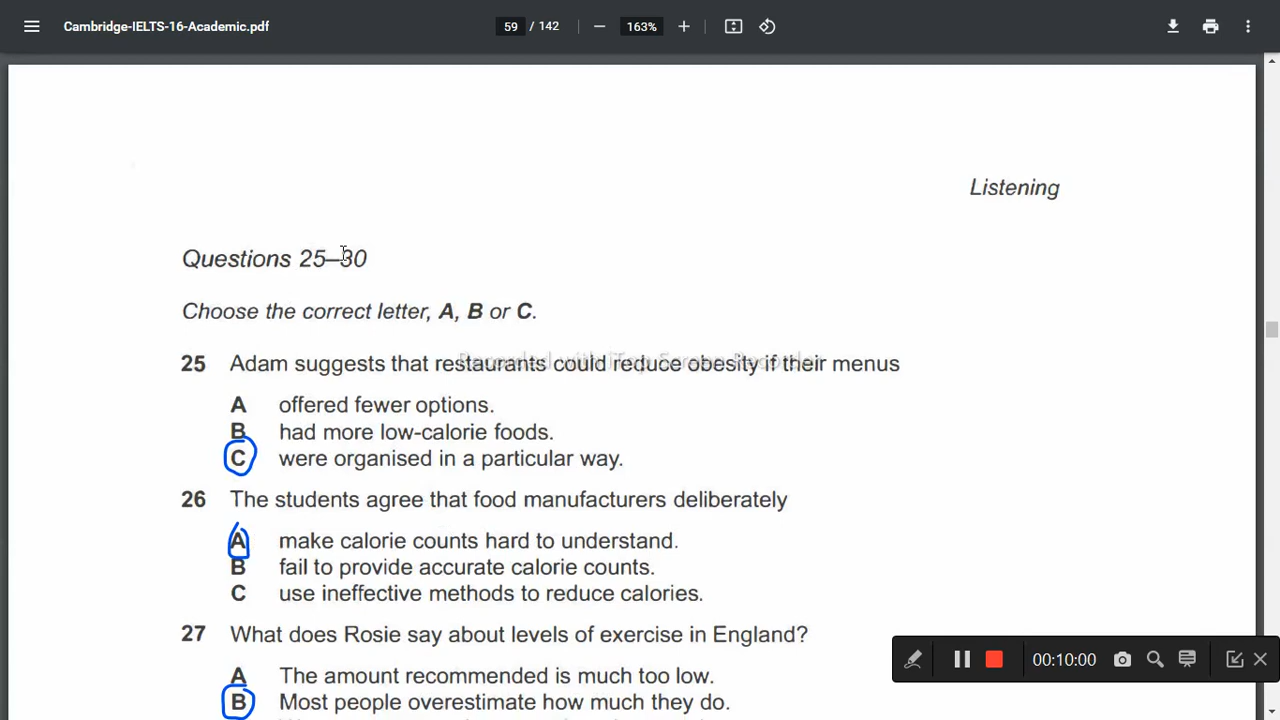 Cambridge-IELTS-16-Academic.pdf
59 / 142
163%
Listening
Questions 25–30
Choose the correct letter, A, B or C.
25 Adam suggests that restaurants could reduce obesity if their menus
Recorded with iTop Screen Recorder
A offered fewer options.
B had more low-calorie foods.
C were organised in a particular way.
26 The students agree that food manufacturers deliberately
A make calorie counts hard to understand.
B fail to provide accurate calorie counts.
C use ineffective methods to reduce calories.
27 What does Rosie say about levels of exercise in England?
A The amount recommended is much too low.
B Most people overestimate how much they do.
00:10:00